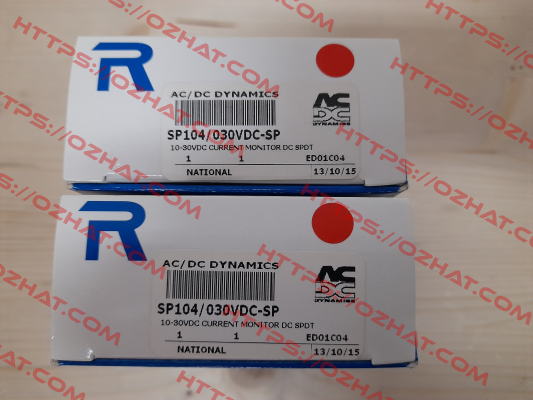 R
AC/DC DYNAMICS
SP104/030VDC-SP
10-30VDC CURRENT MONITOR DC SPDT
1 1 ED01C04
NATIONAL 13/10/15
AC
DC
DYNAMICS
R
AC/DC DYNAMICS
SP104/030VDC-SP
10-30VDC CURRENT MONITOR DC SPDT
1 1 ED01C04
NATIONAL 13/10/15
AC
DC
DYNAMICS
HTTPS://OZHAT.COM